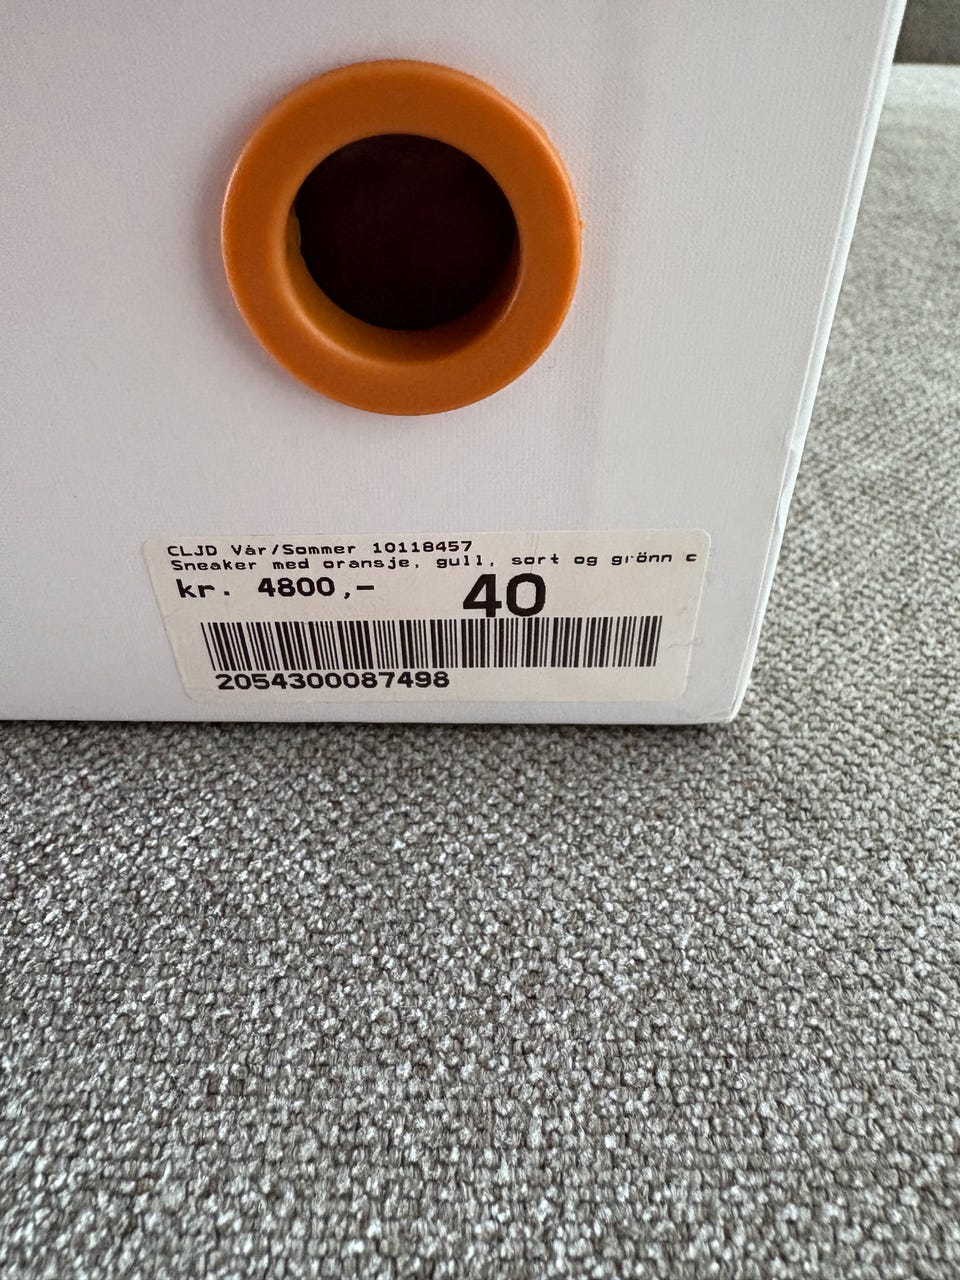 CLJD Vår/Sommer 10118457
Sneaker med oransje, gull, sort og grönn c
kr. 4800,-
40
2054300087498